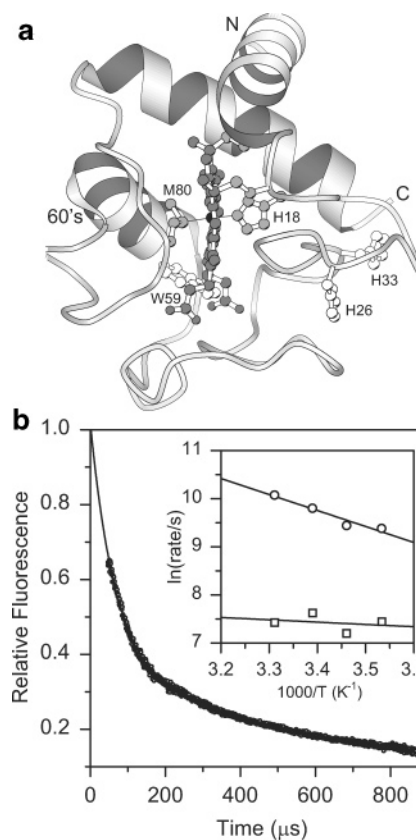 a
N
M80
H18
C
60's
H33
W59
H26
b
1.0
0.8
0.6
0.4
0.2
Relative Fluorescence
11
10
9
8
7
ln(rate/s)
3.2 3.3 3.4 3.5
1000/T (K⁻¹)
0 200 400 600 800
Time (μs)